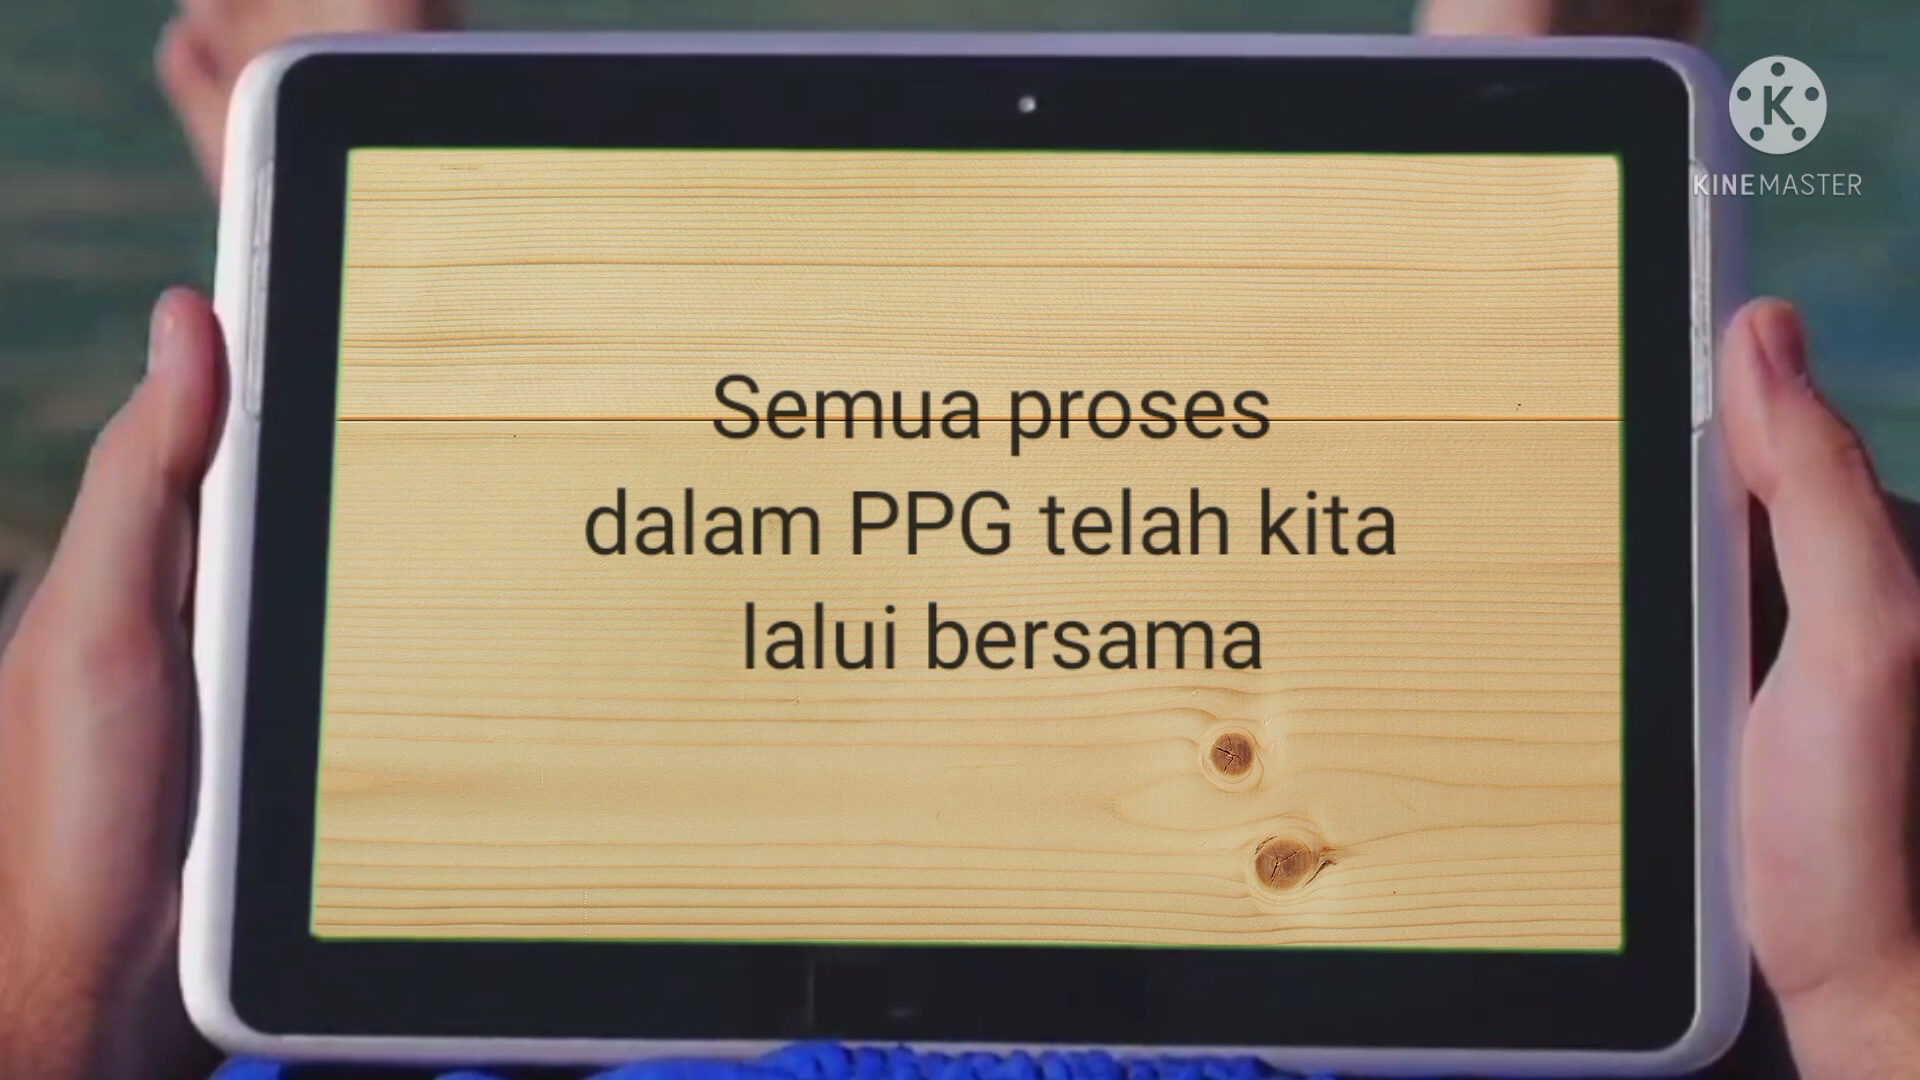 K
KINEMASTER
Semua proses
dalam PPG telah kita
lalui bersama